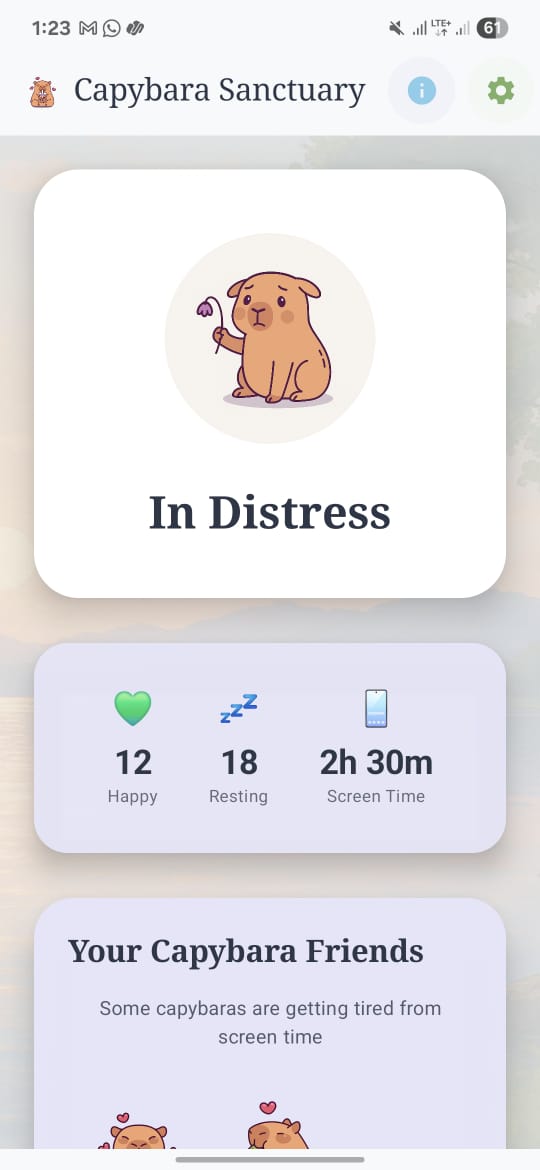 1:23
LTE+
61
Capybara Sanctuary
In Distress
12
Happy
18
Resting
2h 30m
Screen Time
Your Capybara Friends
Some capybaras are getting tired from
screen time